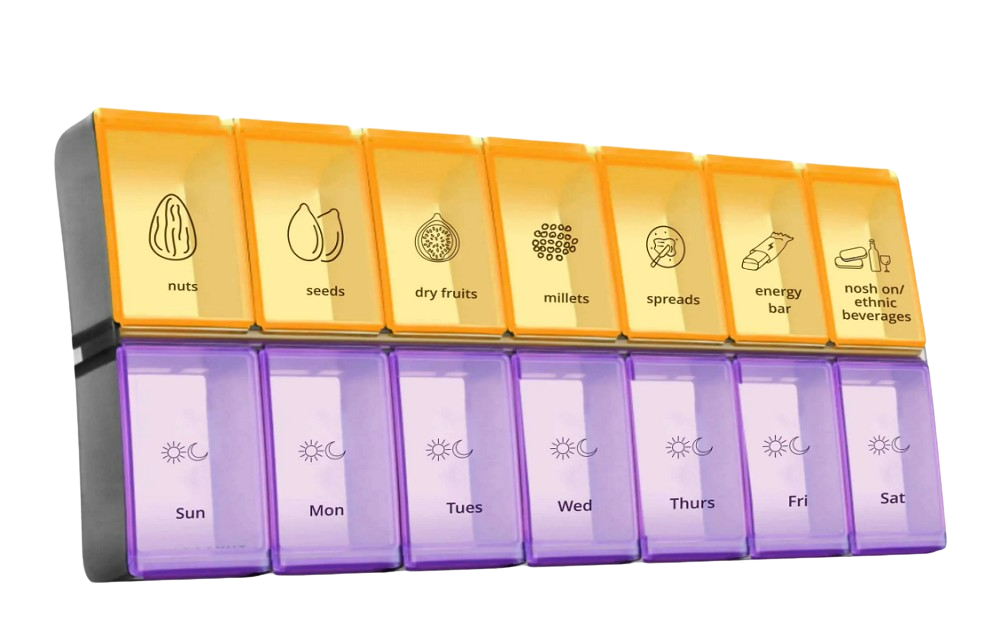 nuts
seeds
dry fruits
millets
spreads
energy
bar
nosh on/
ethnic
beverages
Sun
Mon
Tues
Wed
Thurs
Fri
Sat